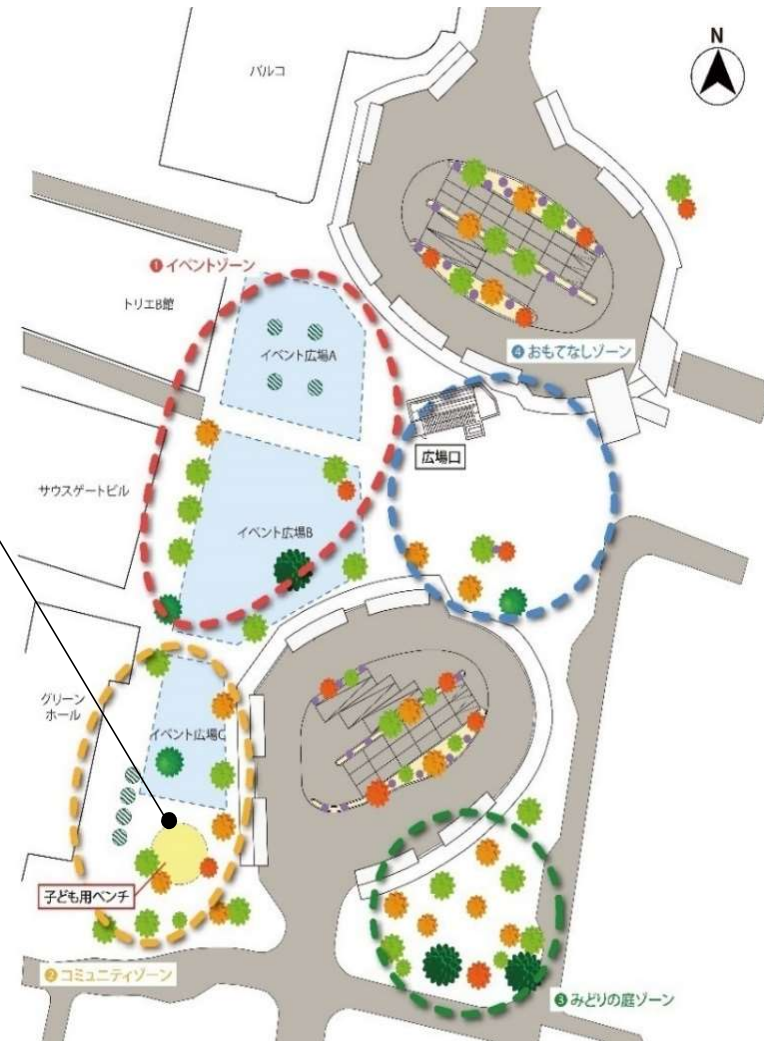 N
パルコ
❶イベントゾーン
トリエB館
イベント広場A
❹おもてなしゾーン
広場口
サウスゲートビル
イベント広場B
グリーン
ホール
イベント広場C
子ども用ベンチ
❷コミュニティゾーン
❸みどりの庭ゾーン